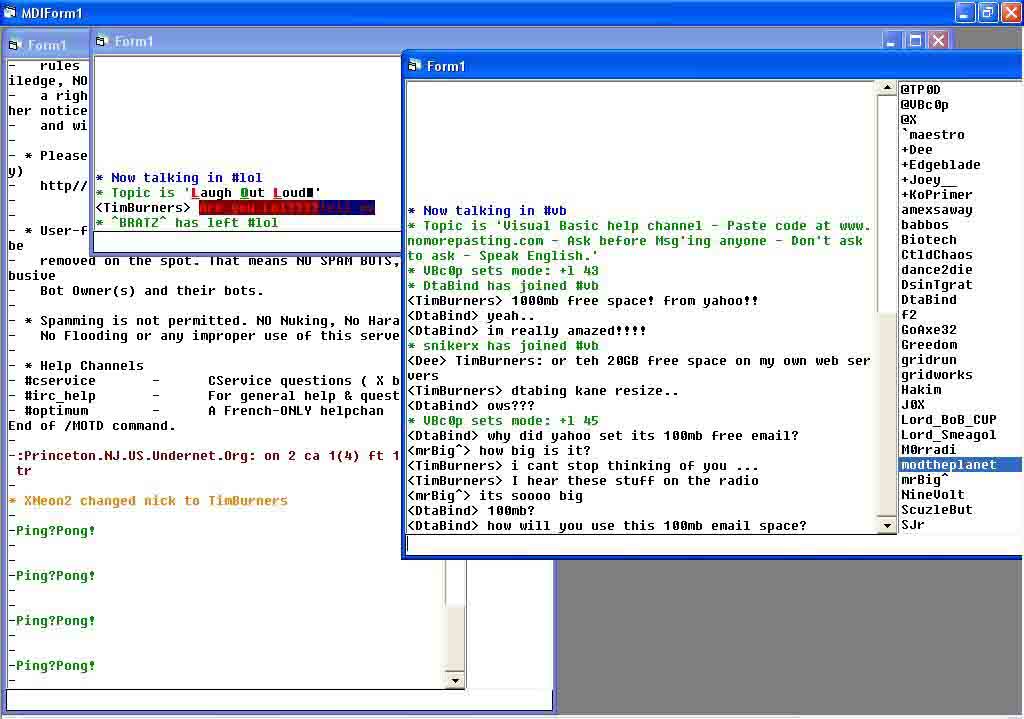 MDIForm1
Form1
-   rules
iledge, NO
-   a righ
her notice
-   and wi
-
- * Please
y)
-   http//
-
- * User-f
be
-   removed on the spot. That means NO SPAM BOTS,
busive
-   Bot Owner(s) and their bots.
-
- * Spamming is not permitted. NO Nuking, No Hara
-   No Flooding or any improper use of this serve
-
- * Help Channels
- #cservice       -      CService questions ( X b
- #irc_help       -      For general help & quest
- #optimum        -      A French-ONLY helpchan
End of /MOTD command.
-
-:Princeton.NJ.US.Undernet.Org: on 2 ca 1(4) ft 1
 tr
-
* XNeon2 changed nick to TimBurners
-
-Ping?Pong!
-
-
-Ping?Pong!
-
-
-Ping?Pong!
-
-
-Ping?Pong!
-
Form1
* Now talking in #lol
* Topic is 'Laugh Out Loud'
<TimBurners> are you Lol????
* ^BRATZ^ has left #lol
Form1
* Now talking in #vb
* Topic is 'Visual Basic help channel - Paste code at www.
nomorepasting.com - Ask before Msg'ing anyone - Don't ask
to ask - Speak English.'
* VBc0p sets mode: +l 43
* DtaBind has joined #vb
<TimBurners> 1000mb free space! from yahoo!!
<DtaBind> yeah..
<DtaBind> im really amazed!!!!
* snikerx has joined #vb
<Dee> TimBurners: or teh 20GB free space on my own web ser
vers
<TimBurners> dtabing kane resize..
<DtaBind> ows???
* VBc0p sets mode: +l 45
<DtaBind> why did yahoo set its 100mb free email?
<mrBig^> how big is it?
<TimBurners> i cant stop thinking of you ...
<TimBurners> I hear these stuff on the radio
<mrBig^> its soooo big
<DtaBind> 100mb?
<DtaBind> how will you use this 100mb email space?
@TP0D
@VBc0p
@X
`maestro
+Dee
+Edgeblade
+Joey__
+KoPrimer
amexsaway
babbos
Biotech
CtldChaos
dance2die
DsinTgrat
DtaBind
f2
GoAxe32
Greedom
gridrun
gridworks
Hakim
J0X
Lord_BoB_CUP
Lord_Smeagol
M0rradi
modtheplanet
mrBig^
NineVolt
ScuzleBut
SJr